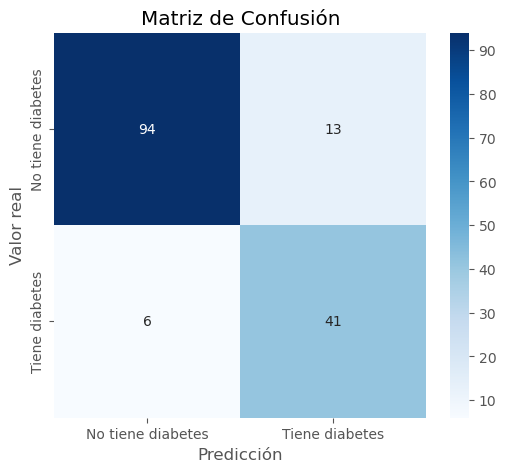 Matriz de Confusión
Valor real
No tiene diabetes
Tiene diabetes
94
13
6
41
No tiene diabetes
Tiene diabetes
Predicción
90
80
70
60
50
40
30
20
10